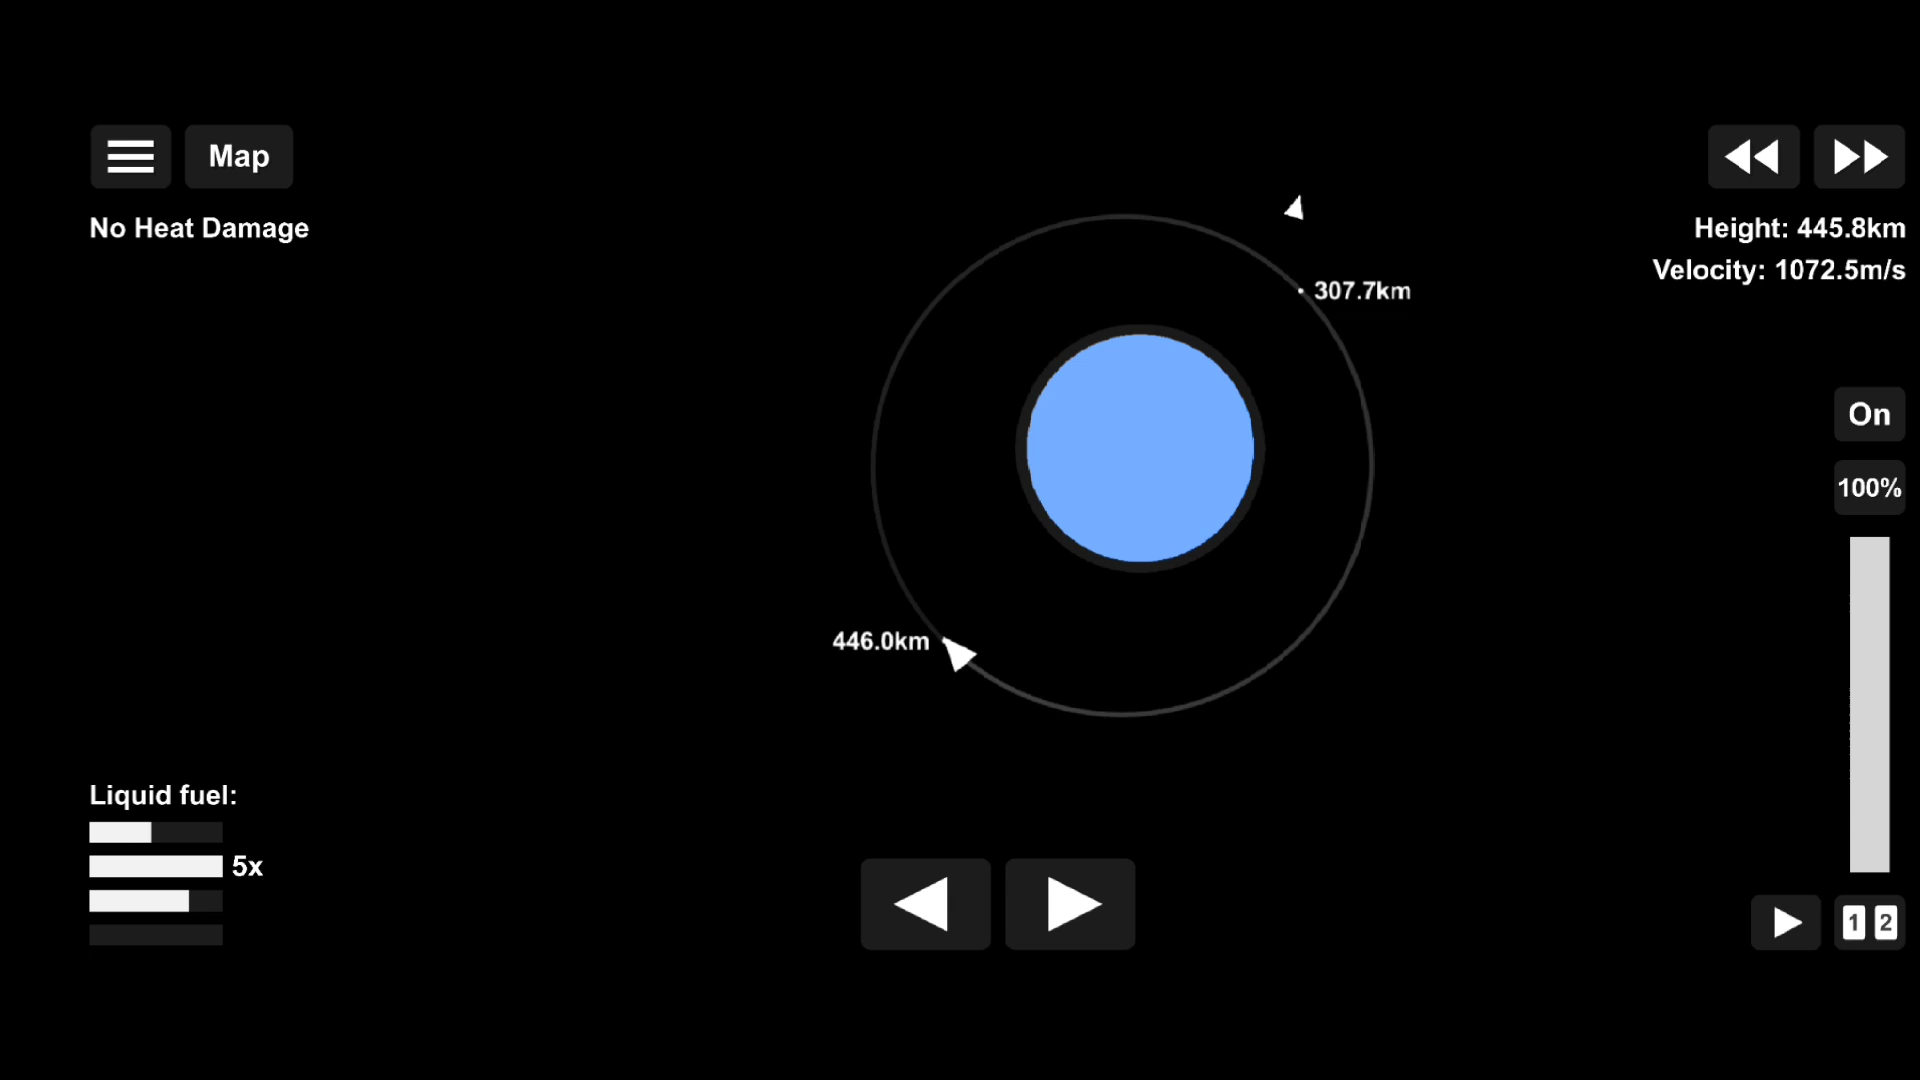 Map
No Heat Damage
Height: 445.8km
Velocity: 1072.5m/s
307.7km
On
100%
446.0km
Liquid fuel:
5x
1 2